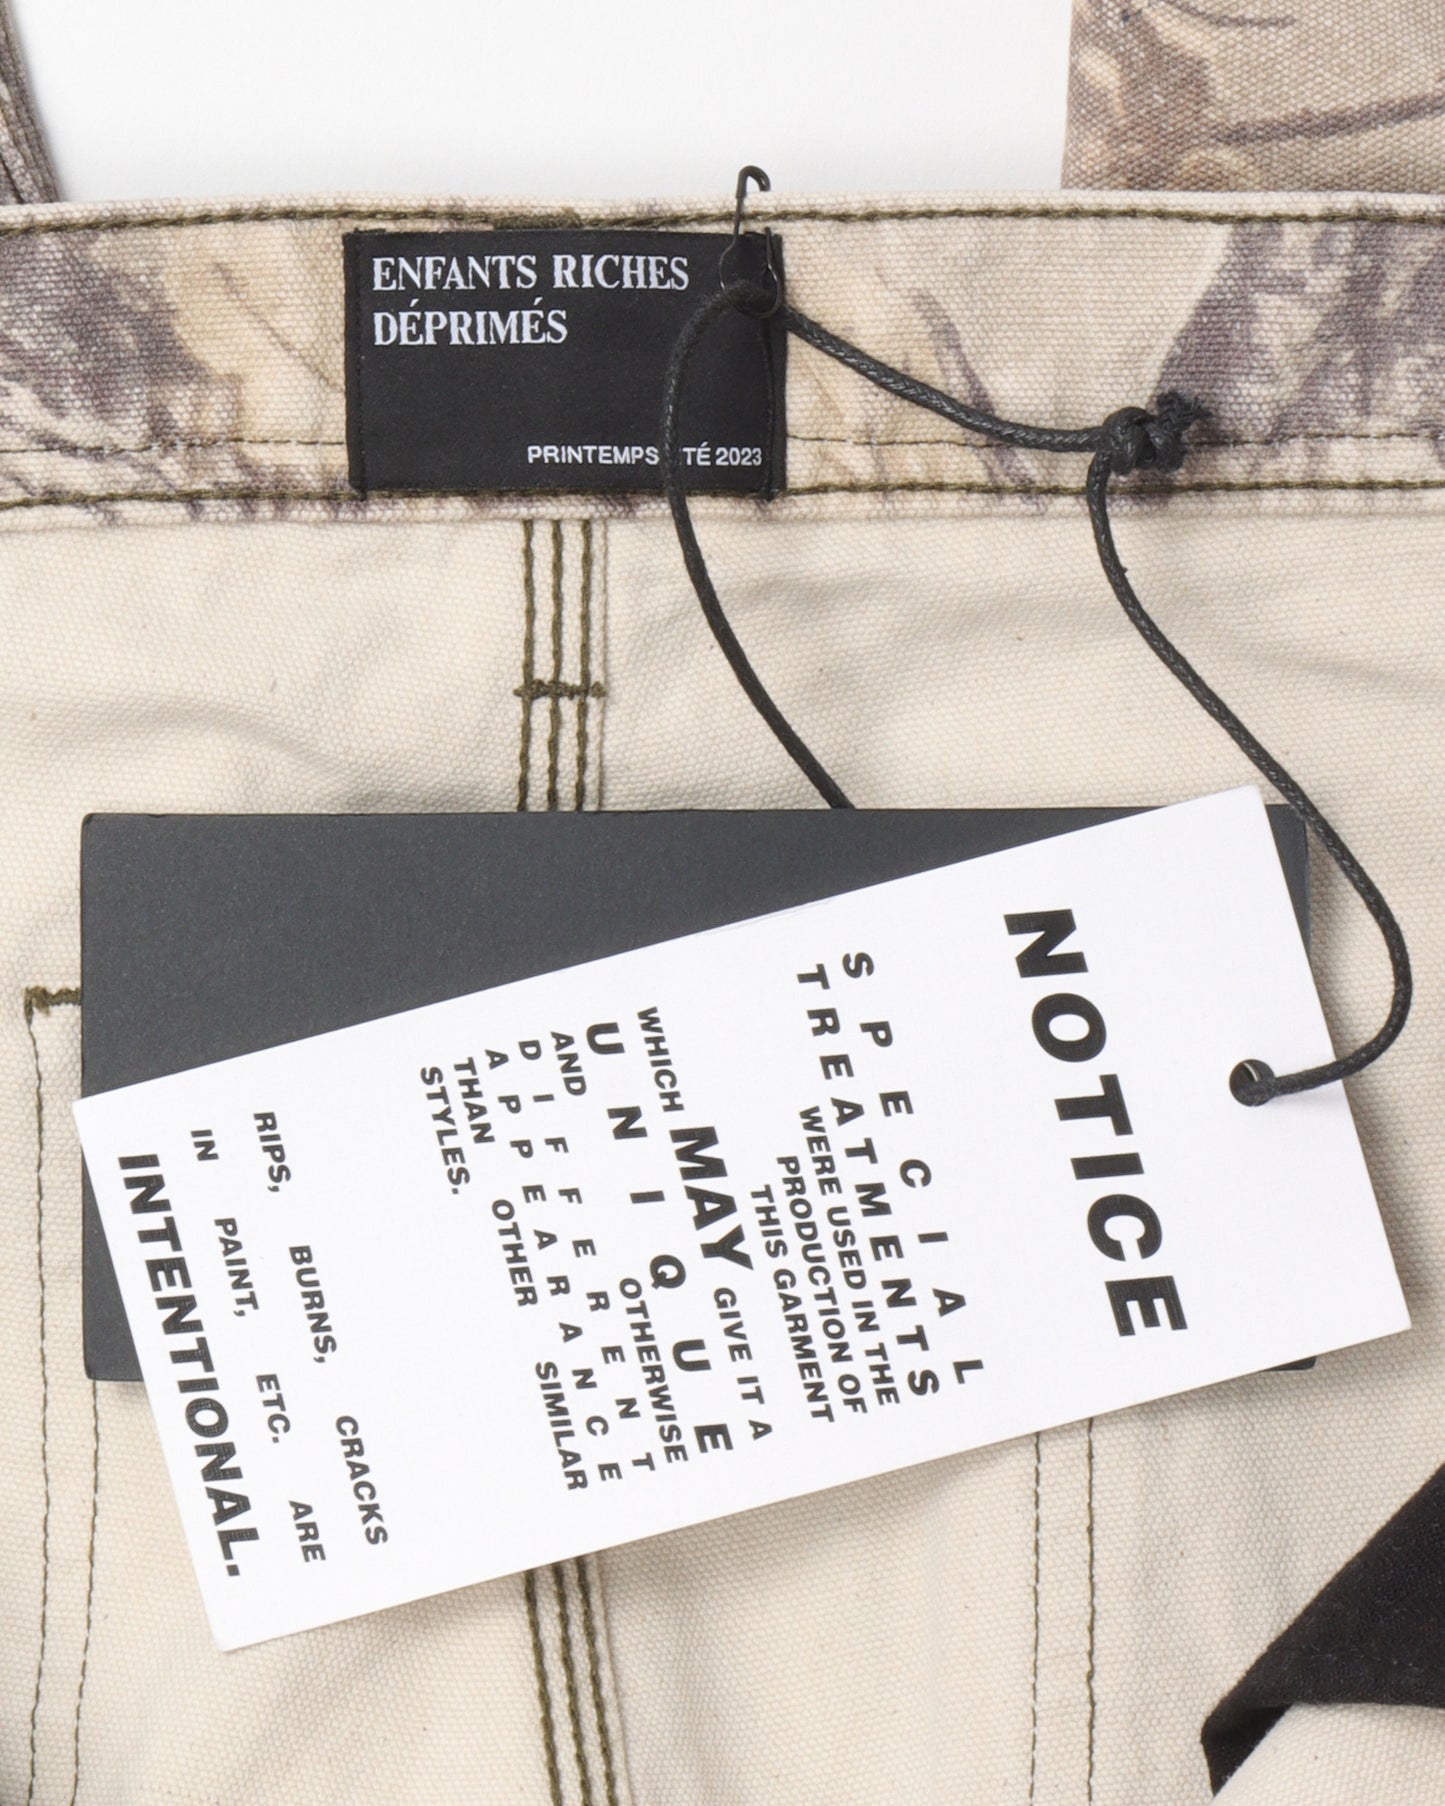 ENFANTS RICHES
DÉPRIMÉS
PRINTEMPS ÉTÉ 2023
NOTICE
SPECIAL
TREATMENTS
WERE USED IN THE
PRODUCTION OF
THIS GARMENT
WHICH MAY GIVE IT A
UNIQUE
AND OTHERWISE
DIFFERENT
APPEARANCE
THAN OTHER SIMILAR
STYLES.
RIPS, BURNS, CRACKS
IN PAINT, ETC. ARE
INTENTIONAL.